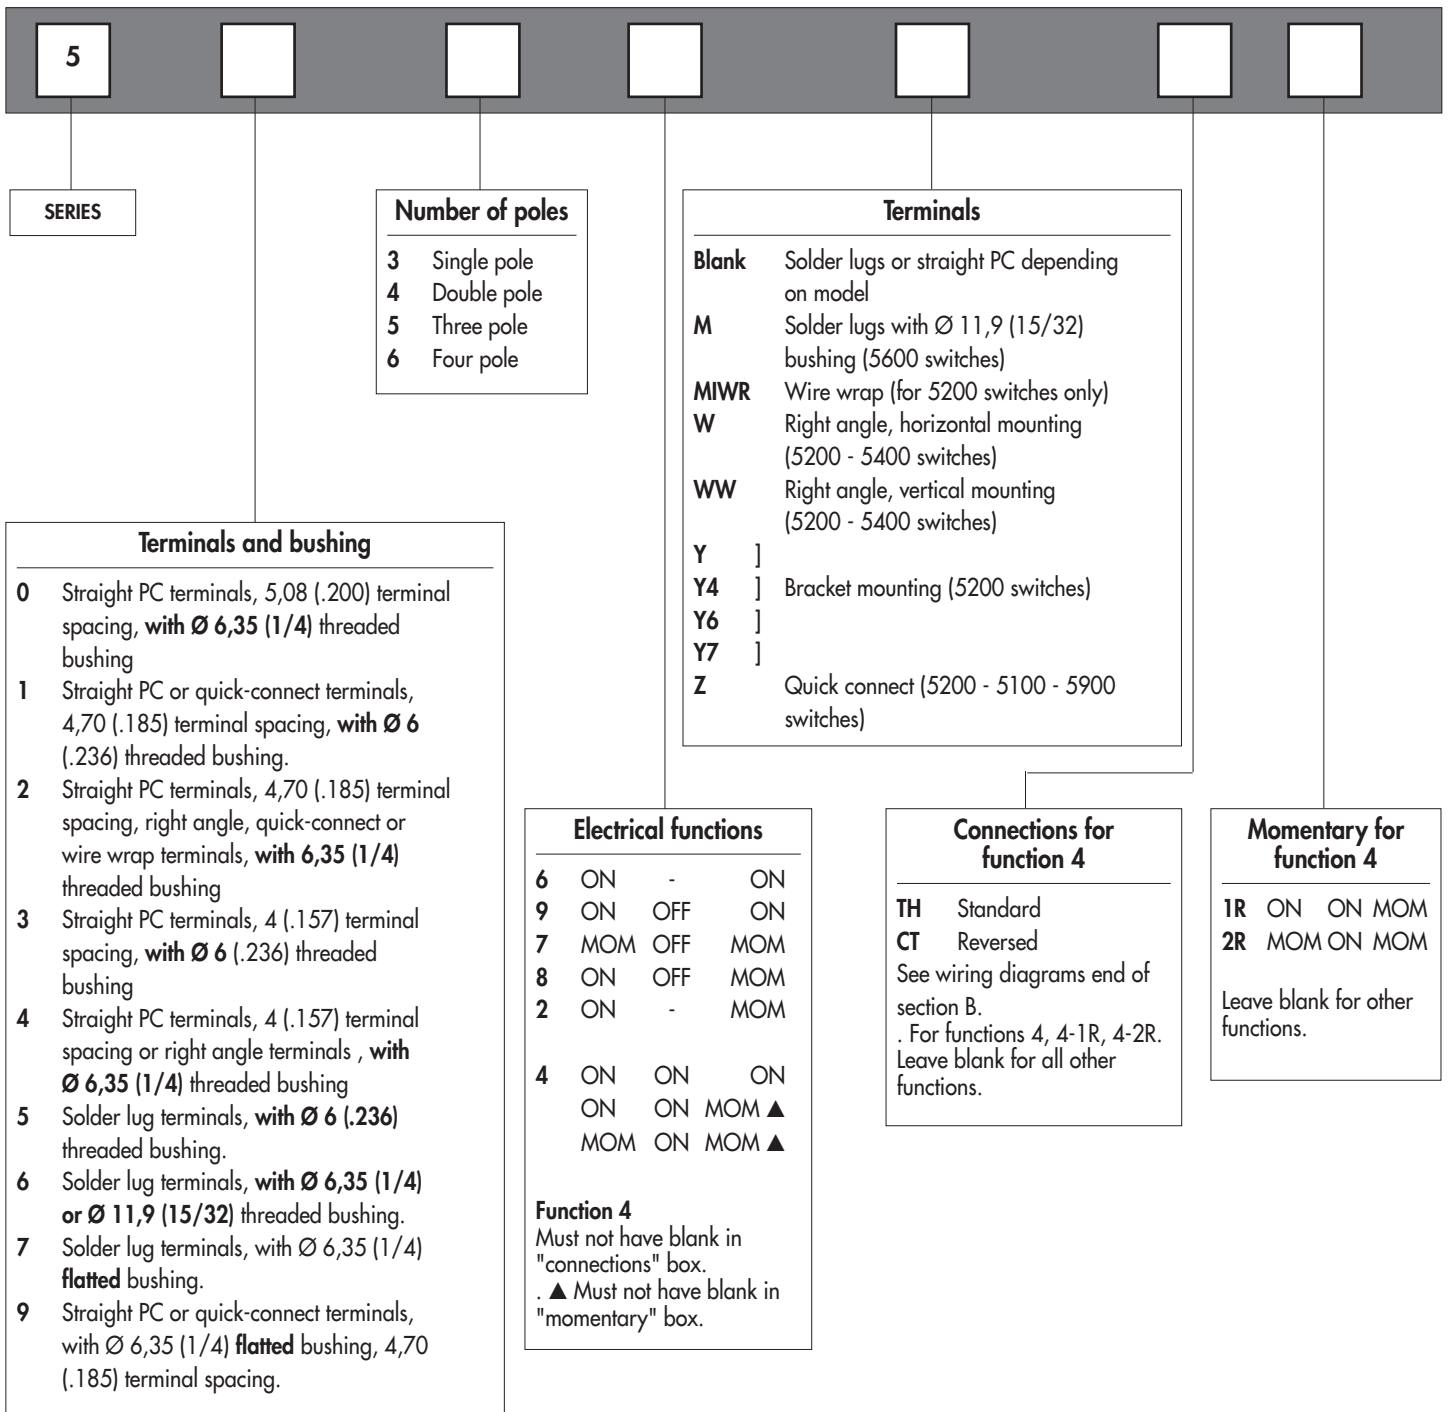 5
SERIES
Number of poles
3 Single pole
4 Double pole
5 Three pole
6 Four pole
Terminals
Blank Solder lugs or straight PC depending
on model
M Solder lugs with Ø 11,9 (15/32)
bushing (5600 switches)
MIWR Wire wrap (for 5200 switches only)
W Right angle, horizontal mounting
(5200 - 5400 switches)
WW Right angle, vertical mounting
(5200 - 5400 switches)
Y ]
Y4 ] Bracket mounting (5200 switches)
Y6 ]
Y7 ]
Z Quick connect (5200 - 5100 - 5900
switches)
Terminals and bushing
0 Straight PC terminals, 5,08 (.200) terminal
spacing, with Ø 6,35 (1/4) threaded
bushing
1 Straight PC or quick-connect terminals,
4,70 (.185) terminal spacing, with Ø 6
(.236) threaded bushing.
2 Straight PC terminals, 4,70 (.185) terminal
spacing, right angle, quick-connect or
wire wrap terminals, with 6,35 (1/4)
threaded bushing
3 Straight PC terminals, 4 (.157) terminal
spacing, with Ø 6 (.236) threaded
bushing
4 Straight PC terminals, 4 (.157) terminal
spacing or right angle terminals , with
Ø 6,35 (1/4) threaded bushing
5 Solder lug terminals, with Ø 6 (.236)
threaded bushing.
6 Solder lug terminals, with Ø 6,35 (1/4)
or Ø 11,9 (15/32) threaded bushing.
7 Solder lug terminals, with Ø 6,35 (1/4)
flatted bushing.
9 Straight PC or quick-connect terminals,
with Ø 6,35 (1/4) flatted bushing, 4,70
(.185) terminal spacing.
Electrical functions
6 ON - ON
9 ON OFF ON
7 MOM OFF MOM
8 ON OFF MOM
2 ON - MOM
4 ON ON ON
ON ON MOM ▲
MOM ON MOM ▲
Function 4
Must not have blank in
"connections" box.
. ▲ Must not have blank in
"momentary" box.
Connections for
function 4
TH Standard
CT Reversed
See wiring diagrams end of
section B.
. For functions 4, 4-1R, 4-2R.
Leave blank for all other
functions.
Momentary for
function 4
1R ON ON MOM
2R MOM ON MOM
Leave blank for other
functions.